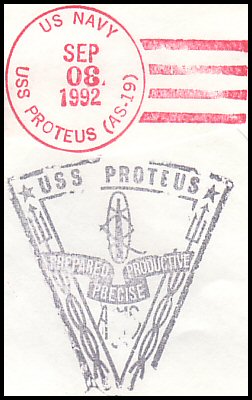 US NAVY
SEP
08.
1992
USS PROTEUS (AS-19)
USS PROTEUS
PREPARED PRODUCTIVE
PRECISE